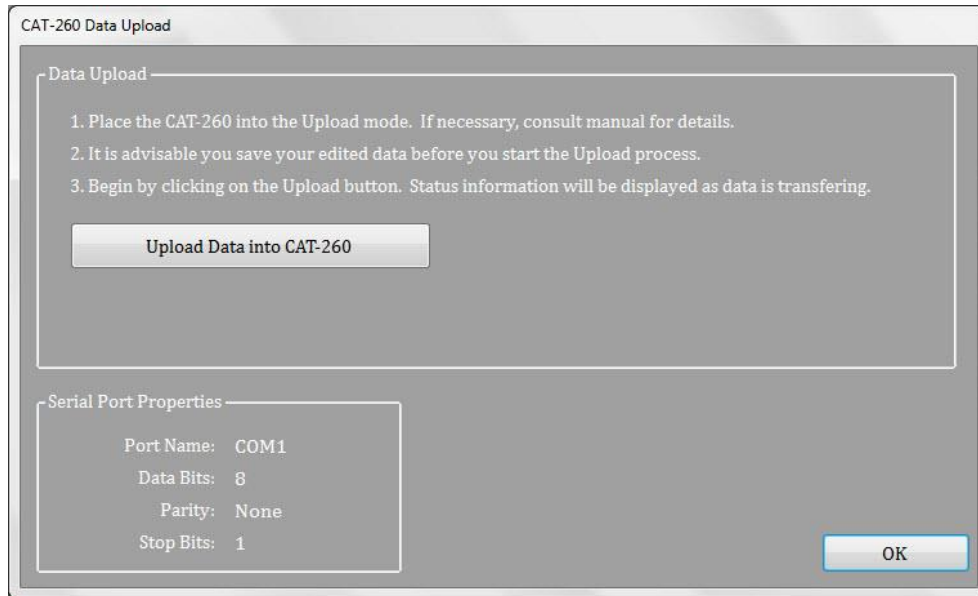 CAT-260 Data Upload
Data Upload
1. Place the CAT-260 into the Upload mode.  If necessary, consult manual for details.
2. It is advisable you save your edited data before you start the Upload process.
3. Begin by clicking on the Upload button.  Status information will be displayed as data is transfering.
Upload Data into CAT-260
Serial Port Properties
Port Name: COM1
Data Bits: 8
Parity: None
Stop Bits: 1
OK